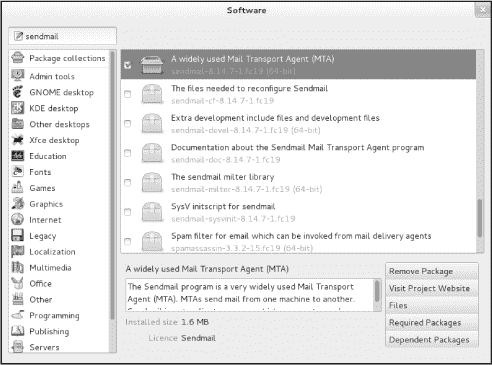 Software
sendmail
Package collections
Admin tools
GNOME desktop
KDE desktop
Other desktops
Xfce desktop
Education
Fonts
Games
Graphics
Internet
Legacy
Localization
Multimedia
Office
Other
Programming
Publishing
Servers
A widely used Mail Transport Agent (MTA)
sendmail-8.14.7-1.fc19 (64-bit)
The files needed to reconfigure Sendmail
sendmail-cf-8.14.7-1.fc19
Extra development include files and development files
sendmail-devel-8.14.7-1.fc19 (64-bit)
Documentation about the Sendmail Mail Transport Agent program
sendmail-doc-8.14.7-1.fc19
The sendmail milter library
sendmail-milter-8.14.7-1.fc19 (64-bit)
SysV initscript for sendmail
sendmail-sysvinit-8.14.7-1.fc19
Spam filter for email which can be invoked from mail delivery agents
spamassassin-3.3.2-15.fc19 (64-bit)
A widely used Mail Transport Agent (MTA)
The Sendmail program is a very widely used Mail Transport
Agent (MTA). MTAs send mail from one machine to another.
Installed size 1.6 MB
Licence Sendmail
Remove Package
Visit Project Website
Files
Required Packages
Dependent Packages